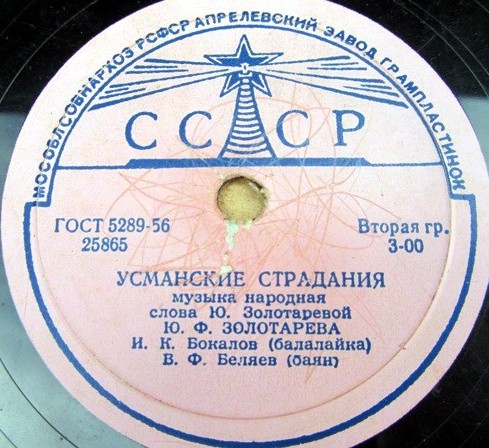 МОСОБЛСОВНАРХОЗ РСФСР АПРЕЛЕВСКИЙ ЗАВОД ГРАМПЛАСТИНОК
СССР
ГОСТ 5289-56
25865
Вторая гр.
3-00
УСМАНСКИЕ СТРАДАНИЯ
музыка народная
слова Ю. Золотаревой
Ю. Ф. ЗОЛОТАРЕВА
И. К. Бокалов (балалайка)
В. Ф. Беляев (баян)